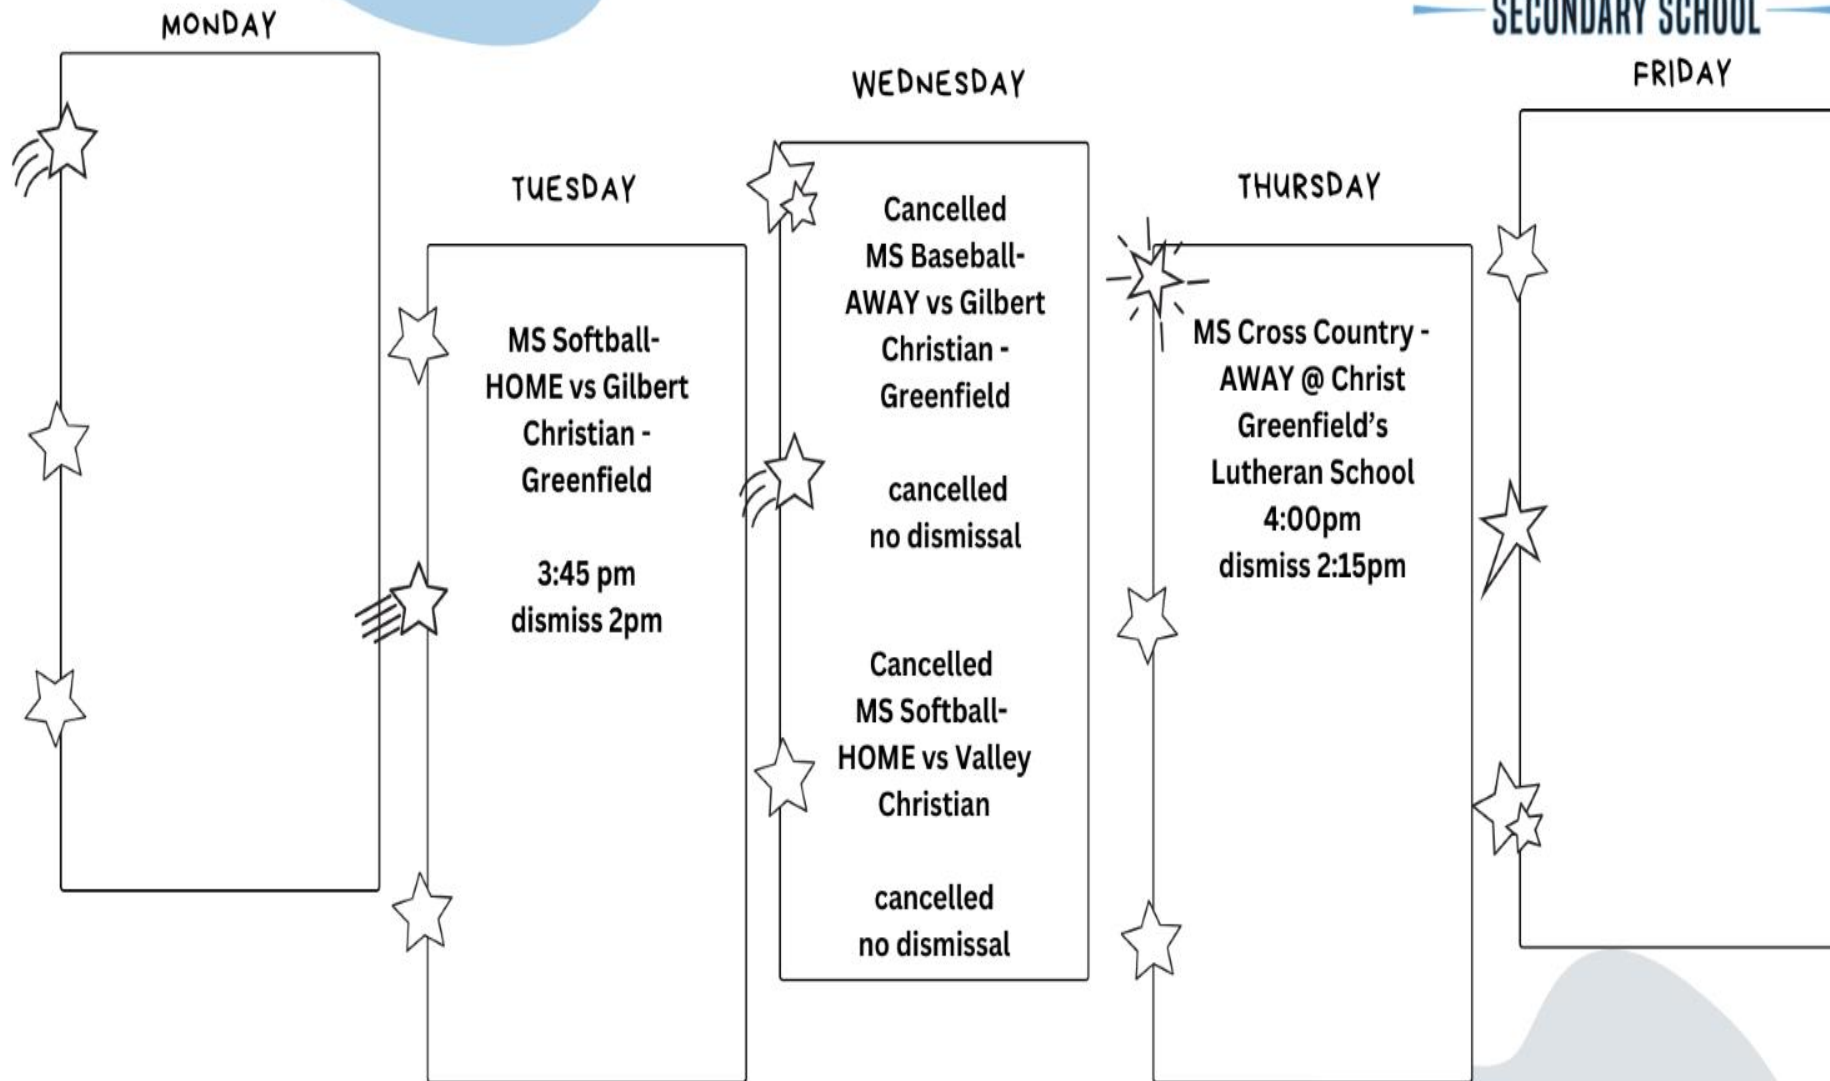 SECONDARY SCHOOL
MONDAY
TUESDAY
MS Softball-
HOME vs Gilbert
Christian -
Greenfield
3:45 pm
dismiss 2pm
WEDNESDAY
Cancelled
MS Baseball-
AWAY vs Gilbert
Christian -
Greenfield
cancelled
no dismissal
Cancelled
MS Softball-
HOME vs Valley
Christian
cancelled
no dismissal
THURSDAY
MS Cross Country -
AWAY @ Christ
Greenfield’s
Lutheran School
4:00pm
dismiss 2:15pm
FRIDAY